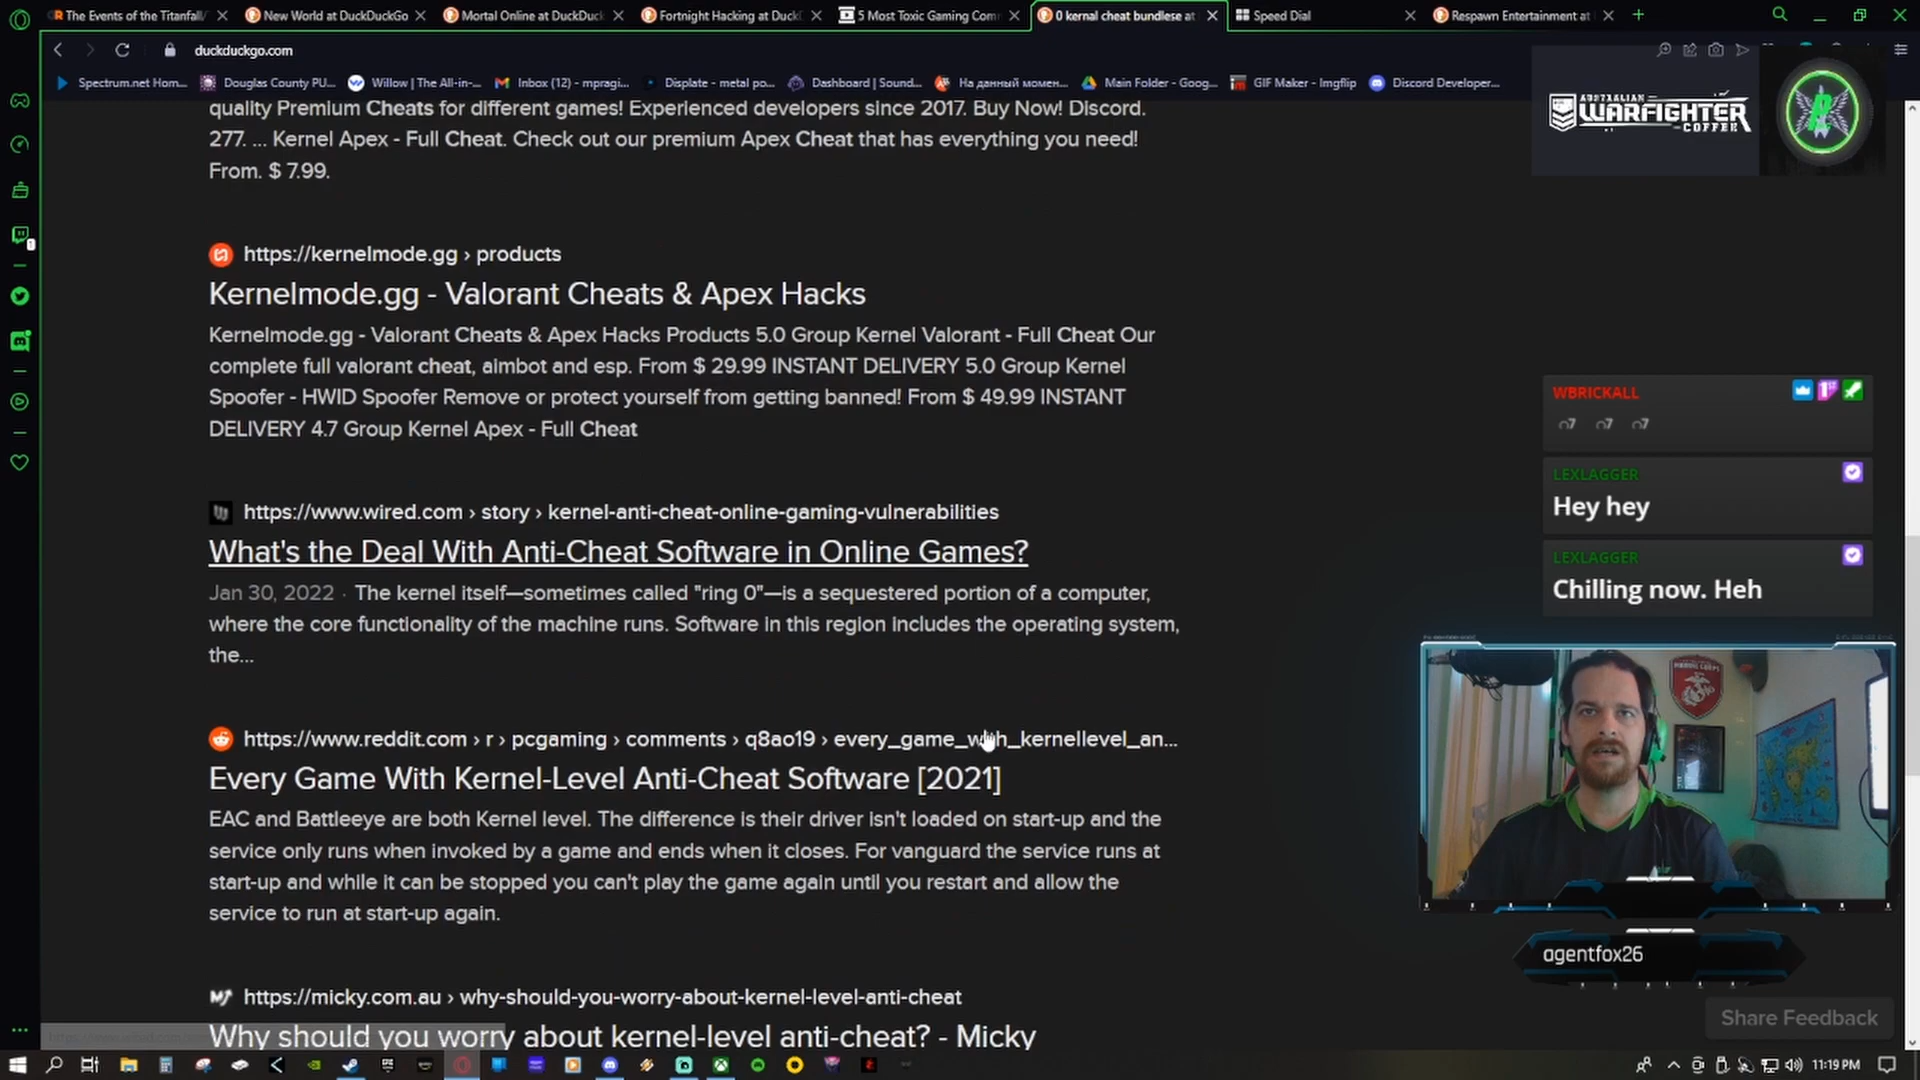 The Events of the Titanfall/
New World at DuckDuckGo
Mortal Online at DuckDuc
Fortnight Hacking at Duck
5 Most Toxic Gaming Com
0 kernal cheat bundlese at
Speed Dial
Respawn Entertainment at
duckduckgo.com
Spectrum.net Hom...
Douglas County PU...
Willow | The All-in-...
Inbox (12) - mpragi...
Displate - metal po...
Dashboard | Sound...
На данный момен...
Main Folder - Goog...
GIF Maker - Imgflip
Discord Developer...
quality Premium Cheats for different games! Experienced developers since 2017. Buy Now! Discord.
277. ... Kernel Apex - Full Cheat. Check out our premium Apex Cheat that has everything you need!
From. $ 7.99.
AUSTRALIAN
WARFIGHTER
-COFFEE-
https://kernelmode.gg › products
Kernelmode.gg - Valorant Cheats & Apex Hacks
Kernelmode.gg - Valorant Cheats & Apex Hacks Products 5.0 Group Kernel Valorant - Full Cheat Our
complete full valorant cheat, aimbot and esp. From $ 29.99 INSTANT DELIVERY 5.0 Group Kernel
Spoofer - HWID Spoofer Remove or protect yourself from getting banned! From $ 49.99 INSTANT
DELIVERY 4.7 Group Kernel Apex - Full Cheat
https://www.wired.com › story › kernel-anti-cheat-online-gaming-vulnerabilities
What's the Deal With Anti-Cheat Software in Online Games?
Jan 30, 2022 · The kernel itself—sometimes called "ring 0"—is a sequestered portion of a computer,
where the core functionality of the machine runs. Software in this region includes the operating system,
the...
https://www.reddit.com › r › pcgaming › comments › q8ao19 › every_game_with_kernellevel_an...
Every Game With Kernel-Level Anti-Cheat Software [2021]
EAC and Battleeye are both Kernel level. The difference is their driver isn't loaded on start-up and the
service only runs when invoked by a game and ends when it closes. For vanguard the service runs at
start-up and while it can be stopped you can't play the game again until you restart and allow the
service to run at start-up again.
https://micky.com.au › why-should-you-worry-about-kernel-level-anti-cheat
Why should you worry about kernel-level anti-cheat? - Micky
WBRICKALL
LEXLAGGER
Hey hey
LEXLAGGER
Chilling now. Heh
agentfox26
Share Feedback
11:19 PM